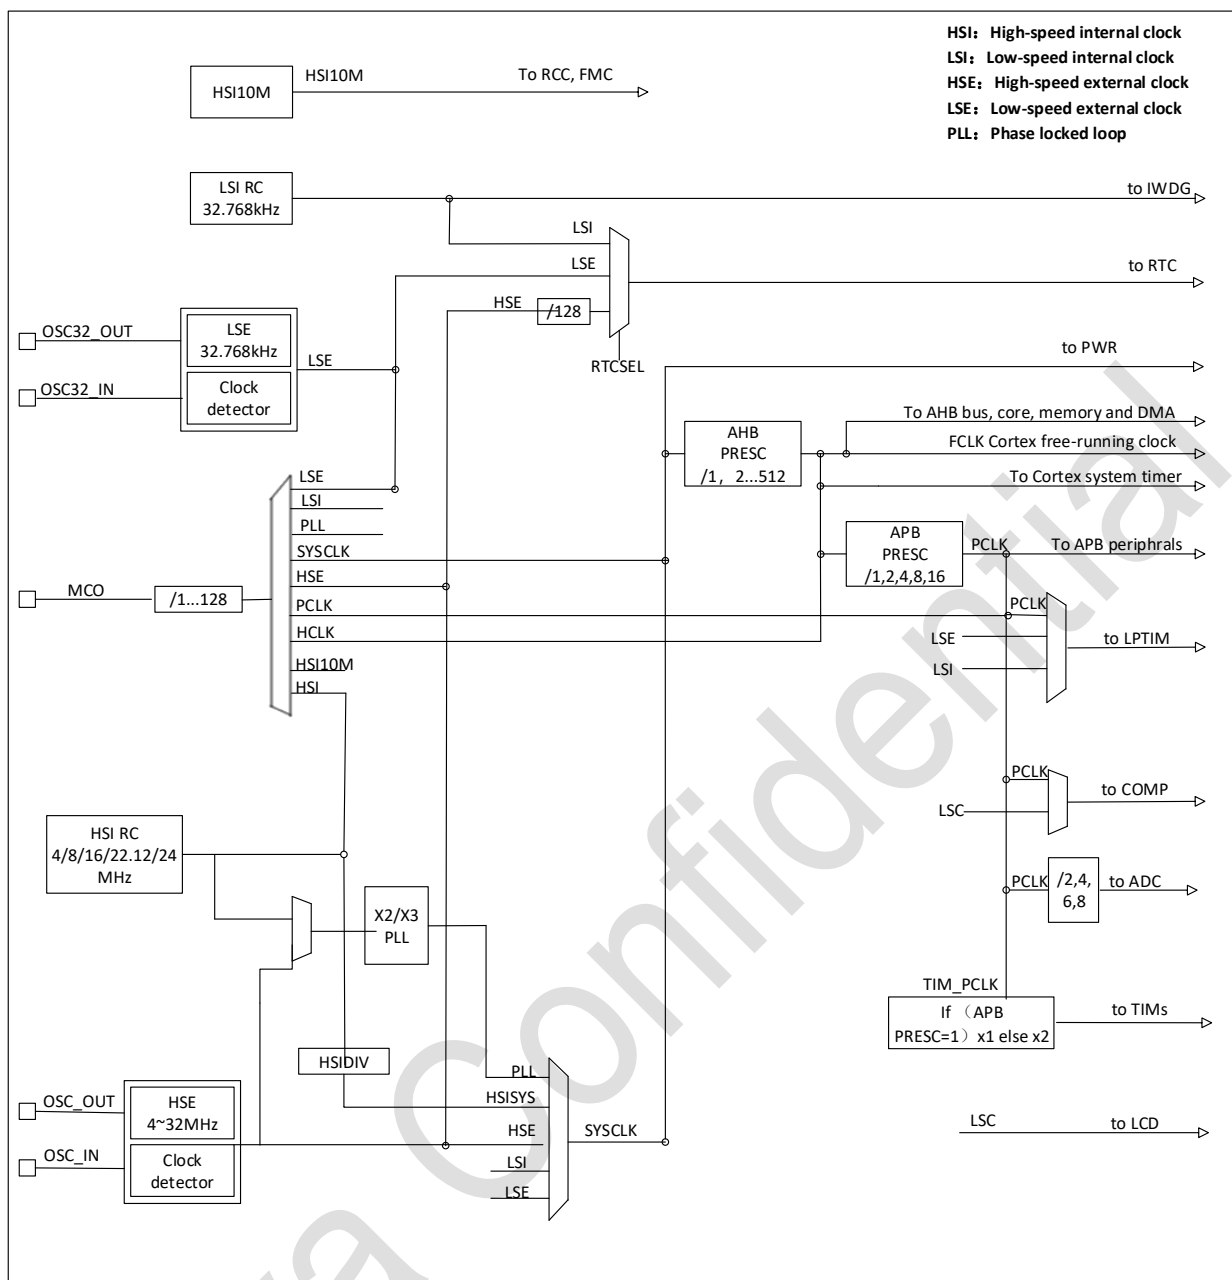 HSI：High-speed internal clock
LSI：Low-speed internal clock
HSE：High-speed external clock
LSE：Low-speed external clock
PLL：Phase locked loop
HSI10M
HSI10M
To RCC, FMC
LSI RC
32.768kHz
to IWDG
LSI
LSE
HSE
/128
to RTC
RTCSEL
OSC32_OUT
OSC32_IN
LSE
32.768kHz
Clock
detector
LSE
to PWR
To AHB bus, core, memory and DMA
AHB
PRESC
/1，2...512
FCLK Cortex free-running clock
To Cortex system timer
APB
PRESC
/1,2,4,8,16
PCLK
To APB periphrals
LSE
LSI
PLL
SYSCLK
HSE
PCLK
HCLK
HSI10M
HSI
MCO
/1...128
PCLK
LSE
LSI
to LPTIM
PCLK
LSC
to COMP
HSI RC
4/8/16/22.12/24
MHz
PCLK
/2,4,
6,8
to ADC
X2/X3
PLL
TIM_PCLK
If （APB
PRESC=1）x1 else x2
to TIMs
HSIDIV
PLL
HSISYS
HSE
LSI
LSE
SYSCLK
OSC_OUT
OSC_IN
HSE
4~32MHz
Clock
detector
LSC
to LCD
a Confidential